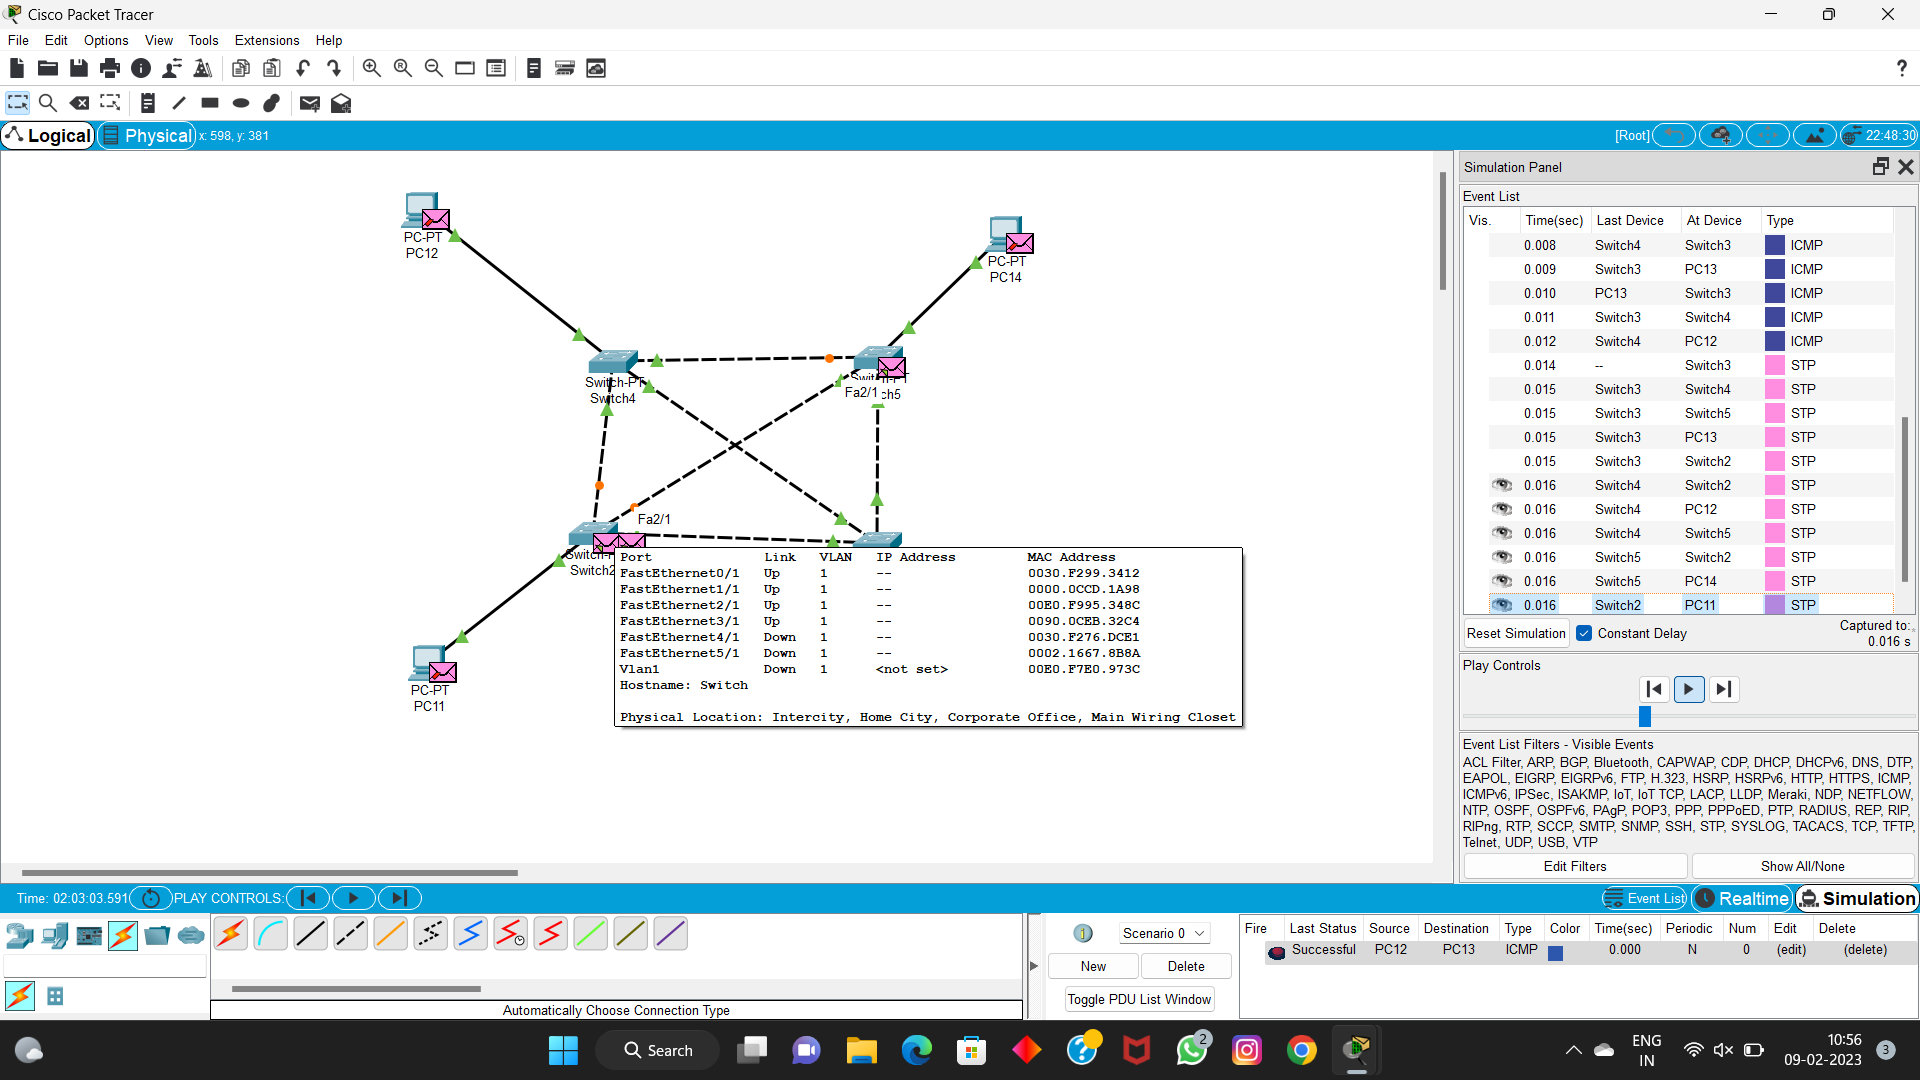 Cisco Packet Tracer
File Edit Options View Tools Extensions Help
?
Logical Physical x: 598, y: 381
[Root] 22:48:30
PC-PT
PC12
PC-PT
PC14
Switch-PT
Switch4
Fa2/1
Fa2/1
Switch2
PC-PT
PC11
Port Link VLAN IP Address MAC Address
FastEthernet0/1 Up 1 -- 0030.F299.3412
FastEthernet1/1 Up 1 -- 0000.0CCD.1A98
FastEthernet2/1 Up 1 -- 00E0.F995.348C
FastEthernet3/1 Up 1 -- 0090.0CEB.32C4
FastEthernet4/1 Down 1 -- 0030.F276.DCE1
FastEthernet5/1 Down 1 -- 0002.1667.8B8A
Vlan1 Down 1 <not set> 00E0.F7E0.973C
Hostname: Switch
Physical Location: Intercity, Home City, Corporate Office, Main Wiring Closet
Simulation Panel
Event List
Vis. Time(sec) Last Device At Device Type
0.008 Switch4 Switch3 ICMP
0.009 Switch3 PC13 ICMP
0.010 PC13 Switch3 ICMP
0.011 Switch3 Switch4 ICMP
0.012 Switch4 PC12 ICMP
0.014 -- Switch3 STP
0.015 Switch3 Switch4 STP
0.015 Switch3 Switch5 STP
0.015 Switch3 PC13 STP
0.015 Switch3 Switch2 STP
0.016 Switch4 Switch2 STP
0.016 Switch4 PC12 STP
0.016 Switch4 Switch5 STP
0.016 Switch5 Switch2 STP
0.016 Switch5 PC14 STP
0.016 Switch2 PC11 STP
Reset Simulation Constant Delay Captured to:
0.016 s
Play Controls
Event List Filters - Visible Events
ACL Filter, ARP, BGP, Bluetooth, CAPWAP, CDP, DHCP, DHCPv6, DNS, DTP,
EAPOL, EIGRP, EIGRPv6, FTP, H.323, HSRP, HSRPv6, HTTP, HTTPS, ICMP,
ICMPv6, IPSec, ISAKMP, IoT, IoT TCP, LACP, LLDP, Meraki, NDP, NETFLOW,
NTP, OSPF, OSPFv6, PAgP, POP3, PPP, PPPoED, PTP, RADIUS, REP, RIP,
RIPng, RTP, SCCP, SMTP, SNMP, SSH, STP, SYSLOG, TACACS, TCP, TFTP,
Telnet, UDP, USB, VTP
Edit Filters Show All/None
Time: 02:03:03.591 PLAY CONTROLS: Event List Realtime Simulation
Automatically Choose Connection Type
1 Scenario 0
New Delete
Toggle PDU List Window
Fire Last Status Source Destination Type Color Time(sec) Periodic Num Edit Delete
Successful PC12 PC13 ICMP 0.000 N 0 (edit) (delete)
Search
2
ENG
IN
10:56
09-02-2023
3